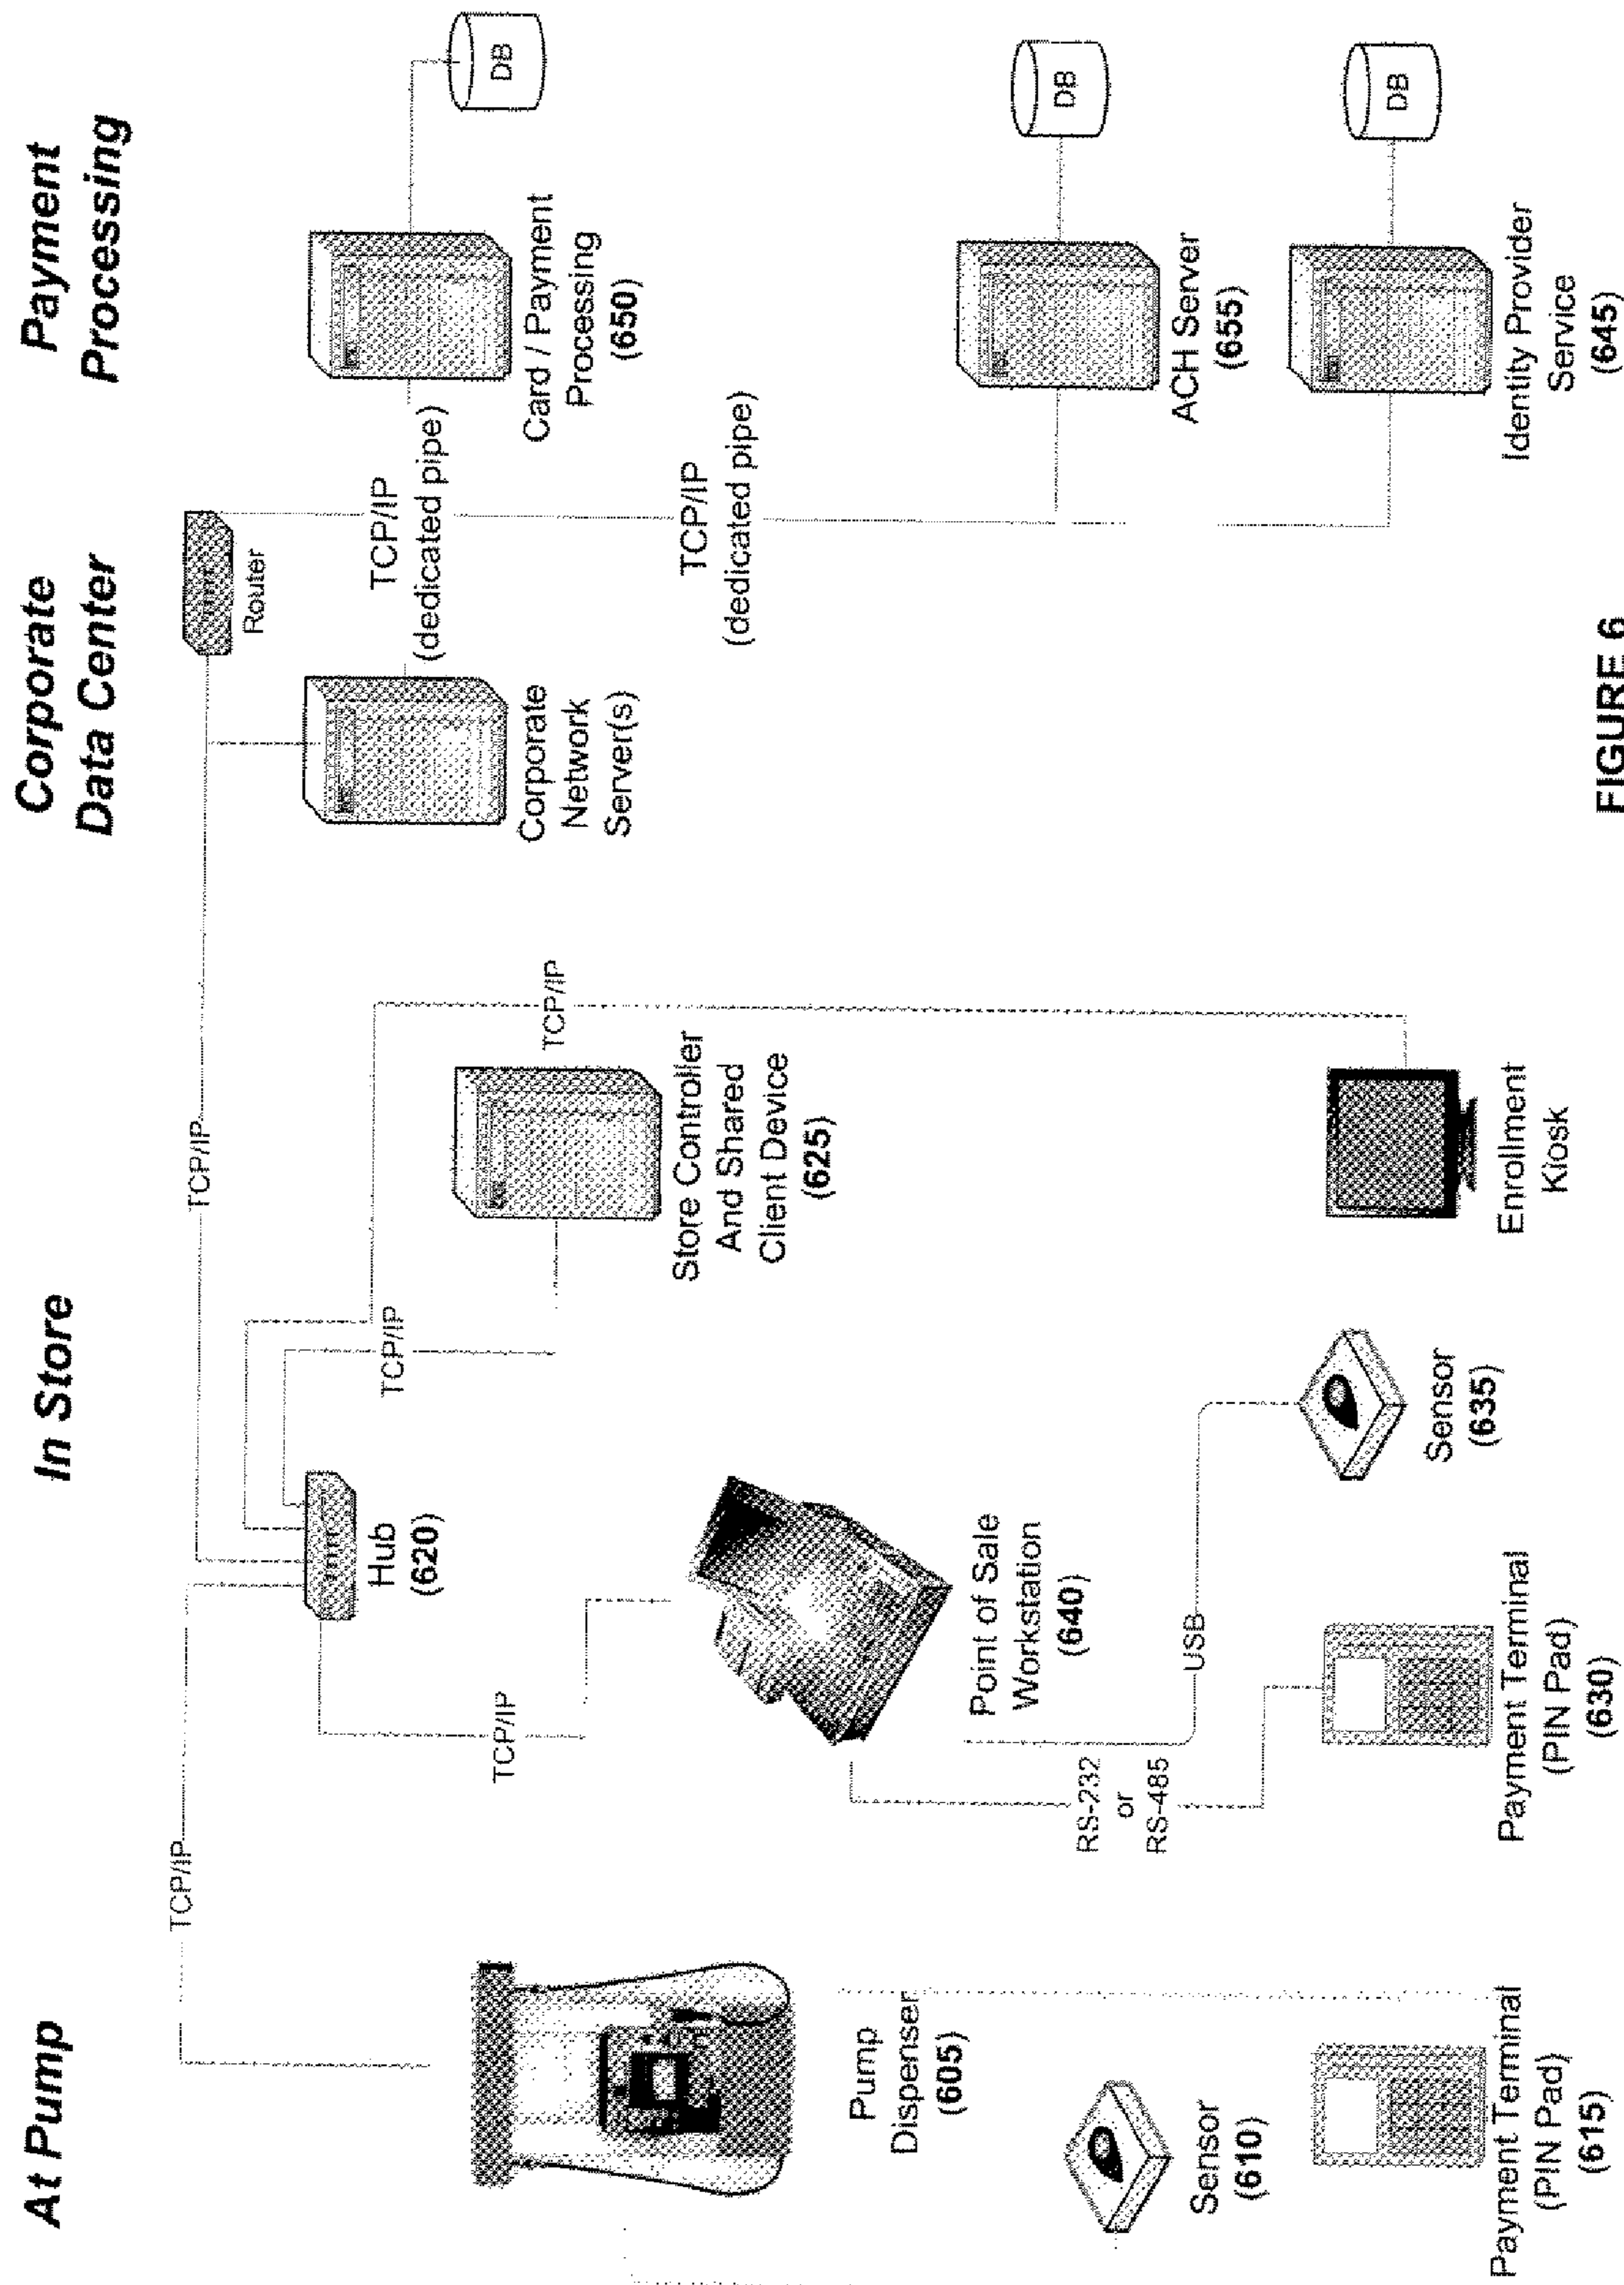 At Pump
In Store
Corporate
Data Center
Payment
Processing
TCP/IP
TCP/IP
Router
Hub
(620)
TCP/IP
TCP/IP
TCP/IP
TCP/IP
(dedicated pipe)
TCP/IP
(dedicated pipe)
Pump
Dispenser
(605)
Sensor
(610)
Payment Terminal
(PIN Pad)
(615)
Point of Sale
Workstation
(640)
RS-232
or
RS-485
USB
Payment Terminal
(PIN Pad)
(630)
Sensor
(635)
Store Controller
And Shared
Client Device
(625)
Enrollment
Kiosk
Corporate
Network
Server(s)
Card / Payment
Processing
(650)
DB
ACH Server
(655)
DB
Identity Provider
Service
(645)
DB
FIGURE 6